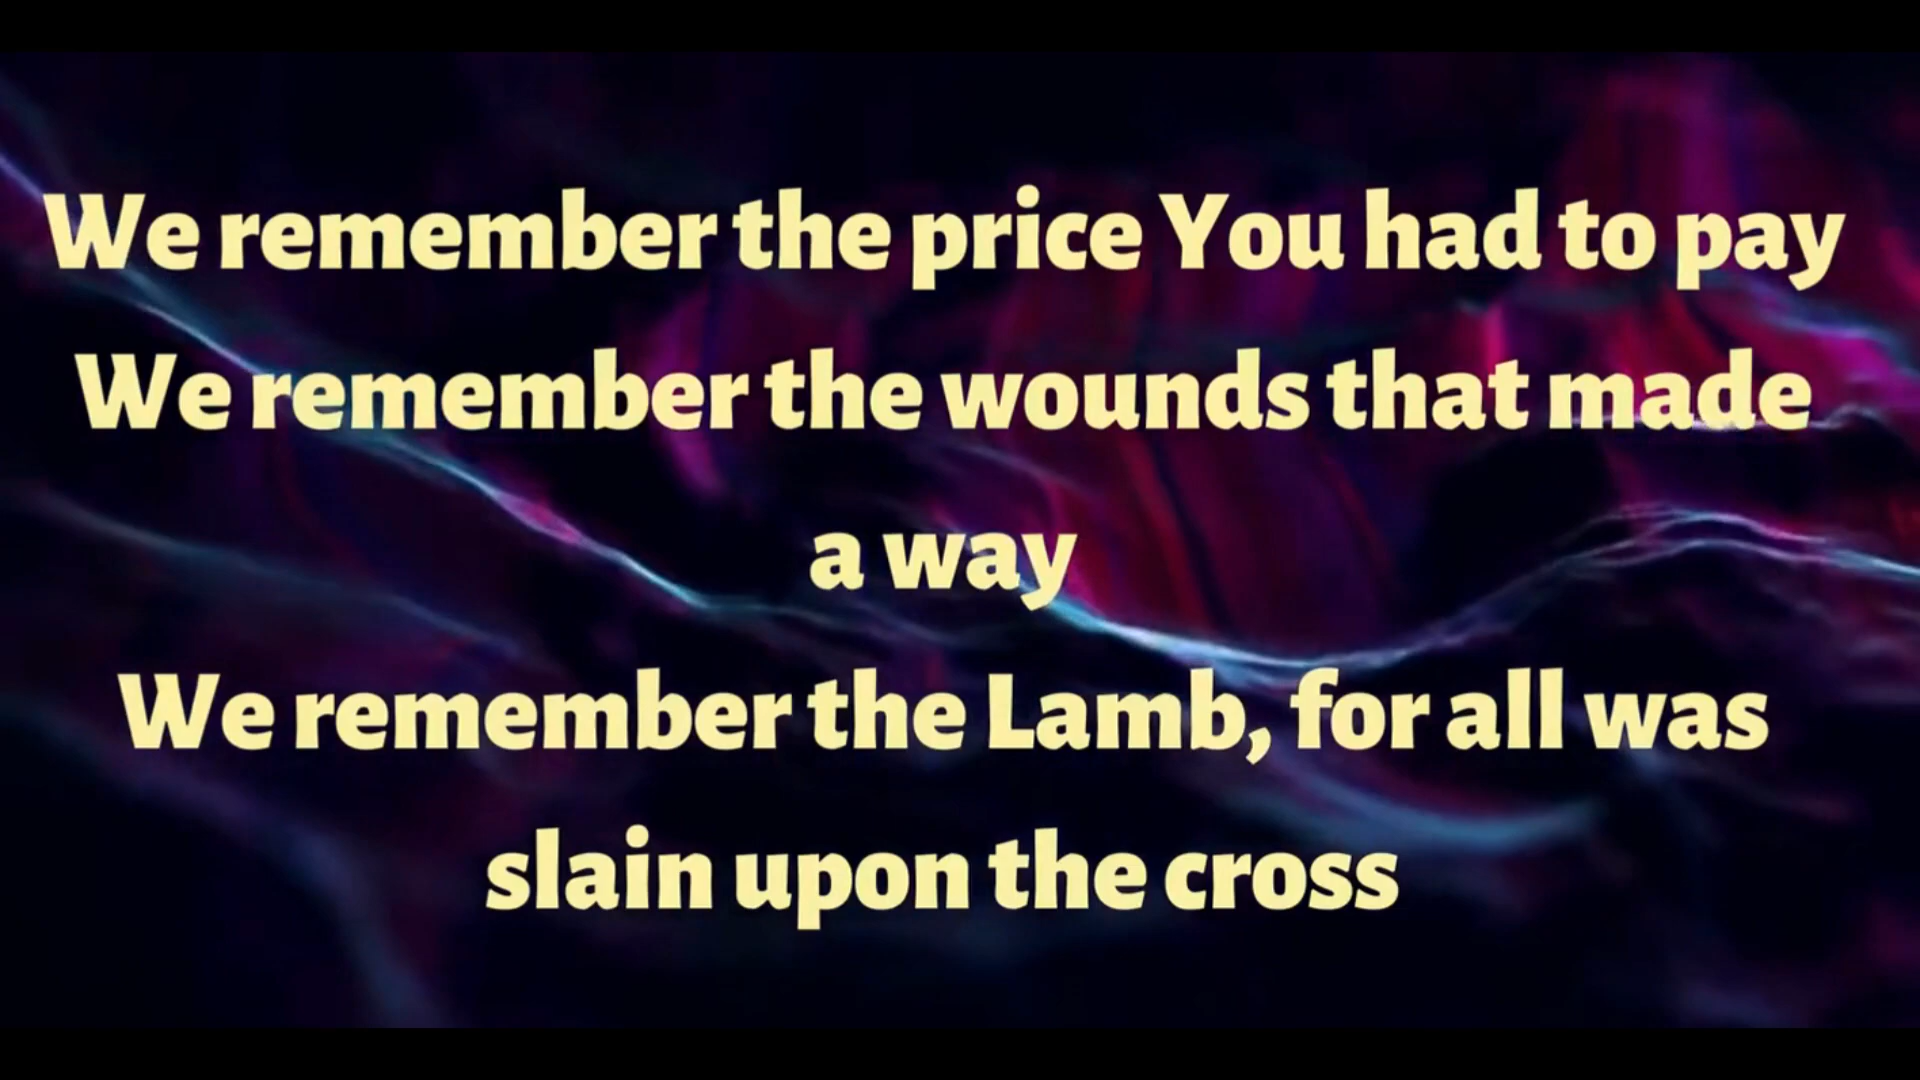 We remember the price You had to pay
We remember the wounds that made
a way
We remember the Lamb, for all was
slain upon the cross